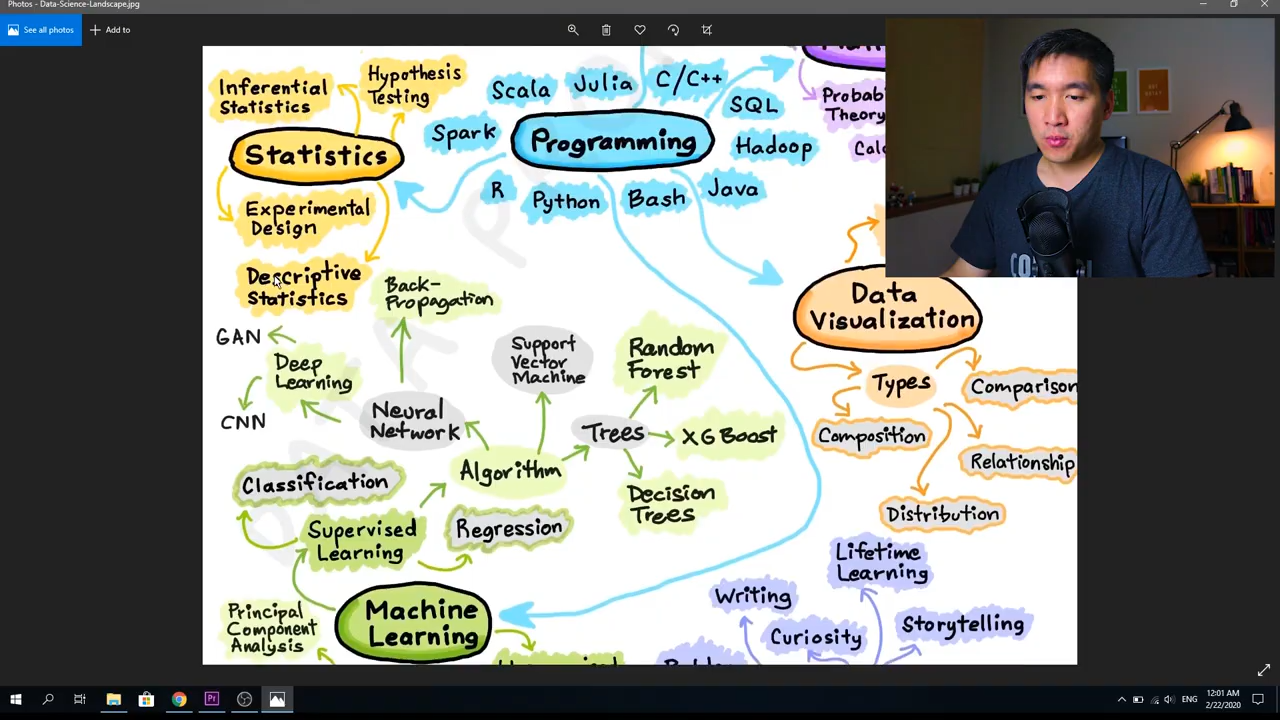 Photos - Data-Science-Landscape.jpg
See all photos
Add to
Inferential
Statistics
Hypothesis
Testing
Statistics
Experimental
Design
Descriptive
Statistics
Scala
Julia
C/C++
Spark
Programming
SQL
Hadoop
R
Python
Bash
Java
Probab
Theory
Calc
Data
Visualization
Types
Comparison
Composition
Relationship
Distribution
Back-
Propagation
GAN
Deep
Learning
CNN
Neural
Network
Support
Vector
Machine
Random
Forest
Trees
XG Boost
Algorithm
Decision
Trees
Classification
Supervised
Learning
Regression
Machine
Learning
Principal
Component
Analysis
Lifetime
Learning
Writing
Curiosity
Storytelling
ENG
12:01 AM
2/22/2020